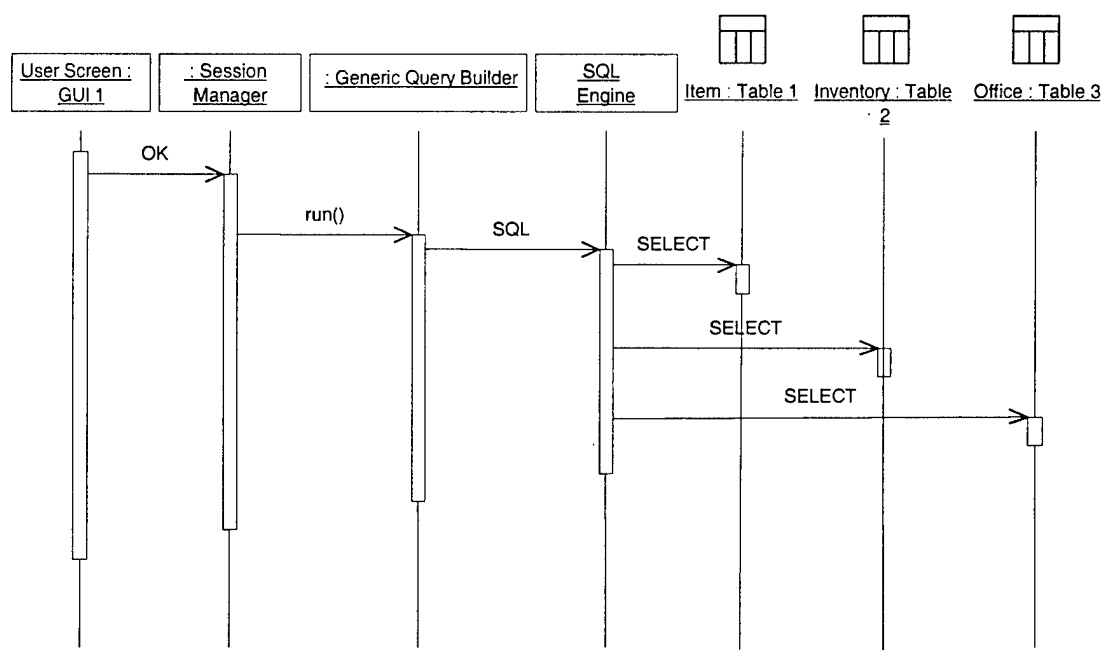 User Screen :
GUI 1
: Session
Manager
: Generic Query Builder
SQL
Engine
Item : Table 1
Inventory : Table
2
Office : Table 3
OK
run()
SQL
SELECT
SELECT
SELECT